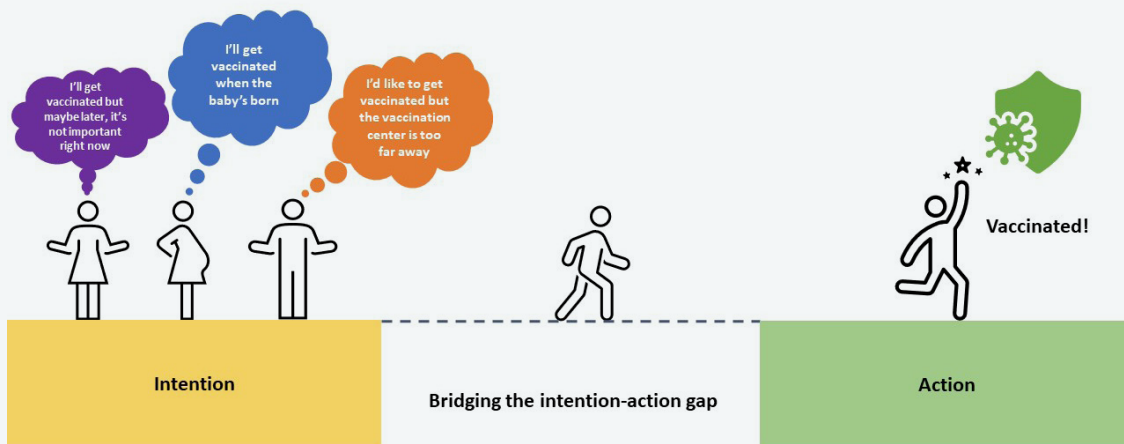 I'll get
vaccinated but
maybe later, it's
not important
right now
I'll get
vaccinated
when the
baby's born
I'd like to get
vaccinated but
the vaccination
center is too
far away
Vaccinated!
Intention
Bridging the intention-action gap
Action